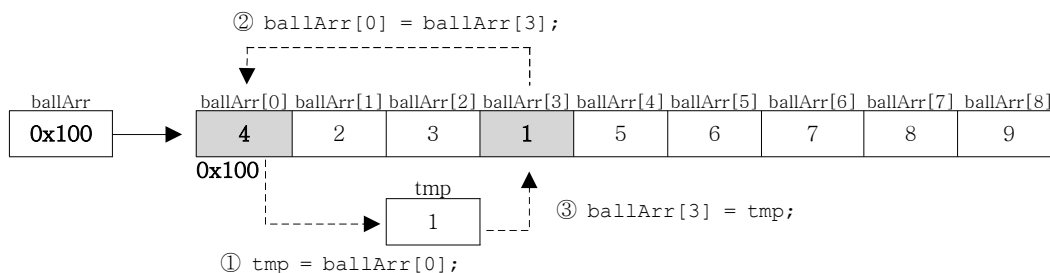 ② ballArr[0] = ballArr[3];
ballArr ballArr[0] ballArr[1] ballArr[2] ballArr[3] ballArr[4] ballArr[5] ballArr[6] ballArr[7] ballArr[8]
0x100 4 2 3 1 5 6 7 8 9
0x100
tmp
1
③ ballArr[3] = tmp;
① tmp = ballArr[0];